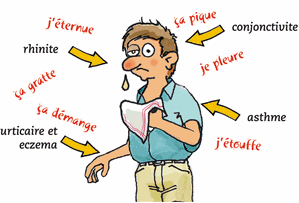 j'éternue
ça pique
conjonctivite
rhinite
je pleure
ça gratte
ça démange
asthme
urticaire et
eczema
j'étouffe